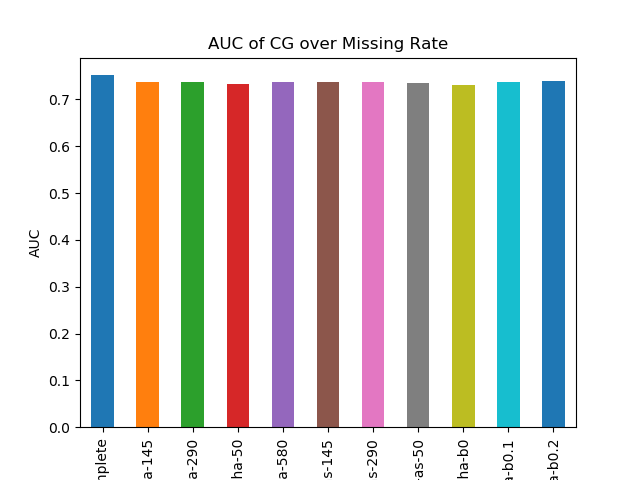 AUC of CG over Missing Rate
AUC
0.7
0.6
0.5
0.4
0.3
0.2
0.1
0.0
nplete
a-145
a-290
ha-50
a-580
s-145
s-290
-as-50
ha-b0
a-b0.1
a-b0.2